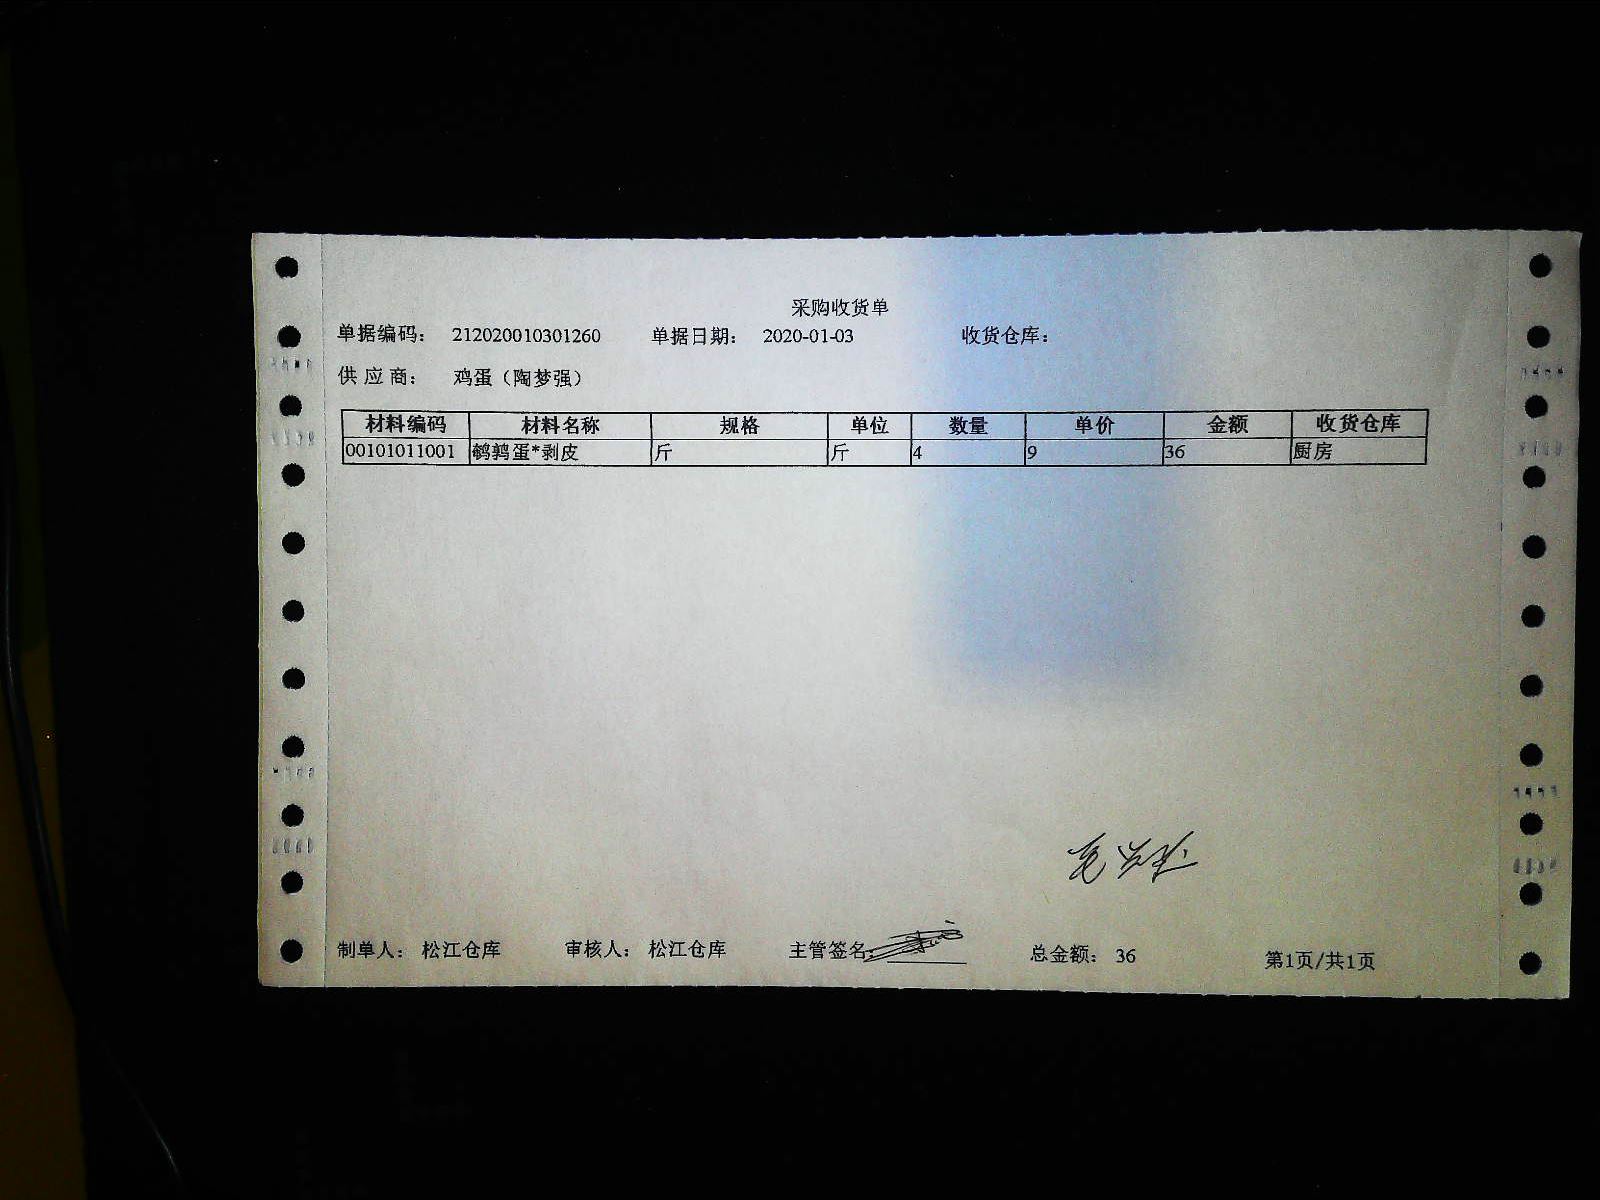 采购收货单
单据编码： 212020010301260 单据日期： 2020-01-03 收货仓库：
供 应 商： 鸡蛋（陶梦强）
材料编码 材料名称 规格 单位 数量 单价 金额 收货仓库
00101011001 鹌鹑蛋*剥皮 斤 斤 4 9 36 厨房
制单人： 松江仓库 审核人： 松江仓库 主管签名： 总金额： 36 第1页/共1页